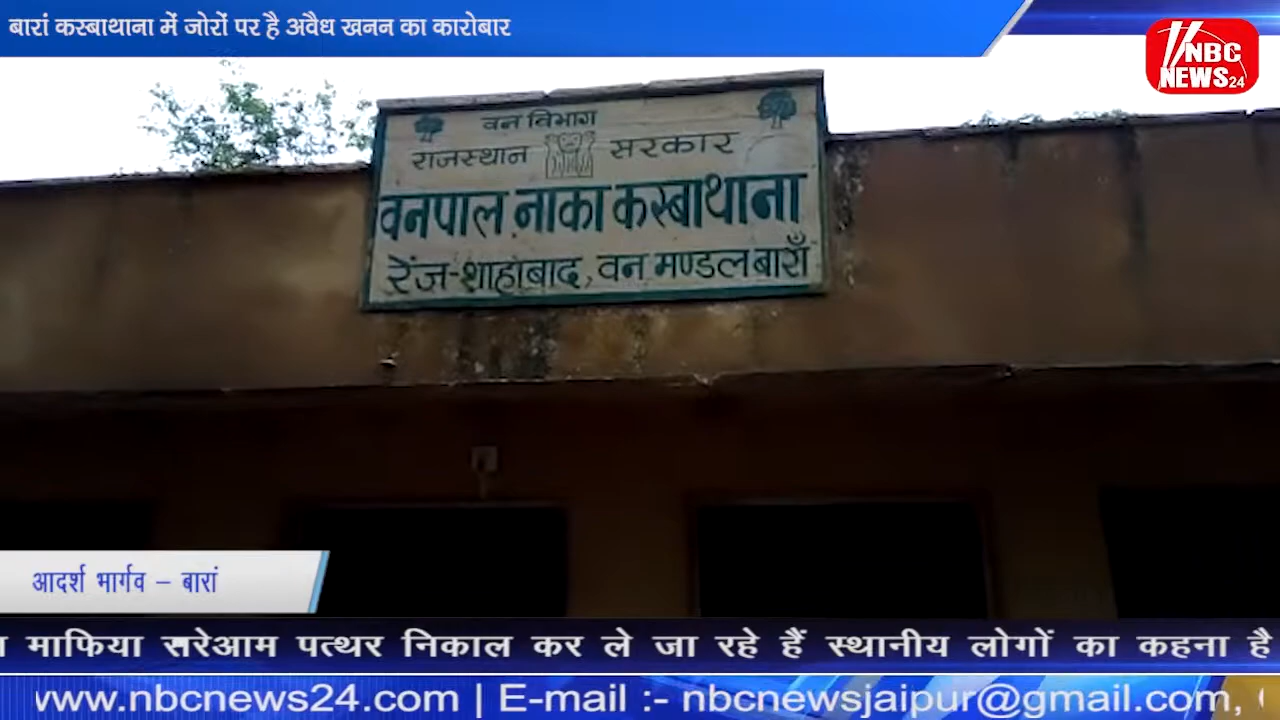 बारां कस्बाथाना में जोरों पर है अवैध खनन का कारोबार
NBC
NEWS24
वन विभाग
राजस्थान सरकार
वनपाल नाका कस्बाथाना
रेंज-शाहाबाद, वन मण्डल बाराँ
आदर्श भार्गव – बारां
माफिया सरेआम पत्थर निकाल कर ले जा रहे हैं स्थानीय लोगों का कहना है
www.nbcnews24.com | E-mail :- nbcnewsjaipur@gmail.com,